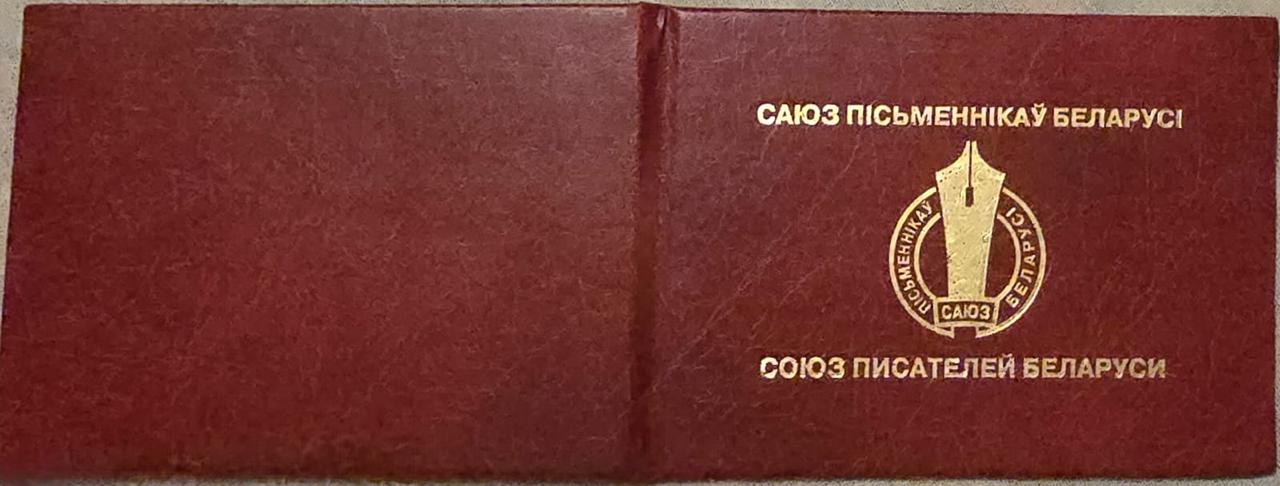 САЮЗ ПІСЬМЕННІКАЎ БЕЛАРУСІ
ПІСЬМЕННІКАЎ
БЕЛАРУСІ
САЮЗ
СОЮЗ ПИСАТЕЛЕЙ БЕЛАРУСИ